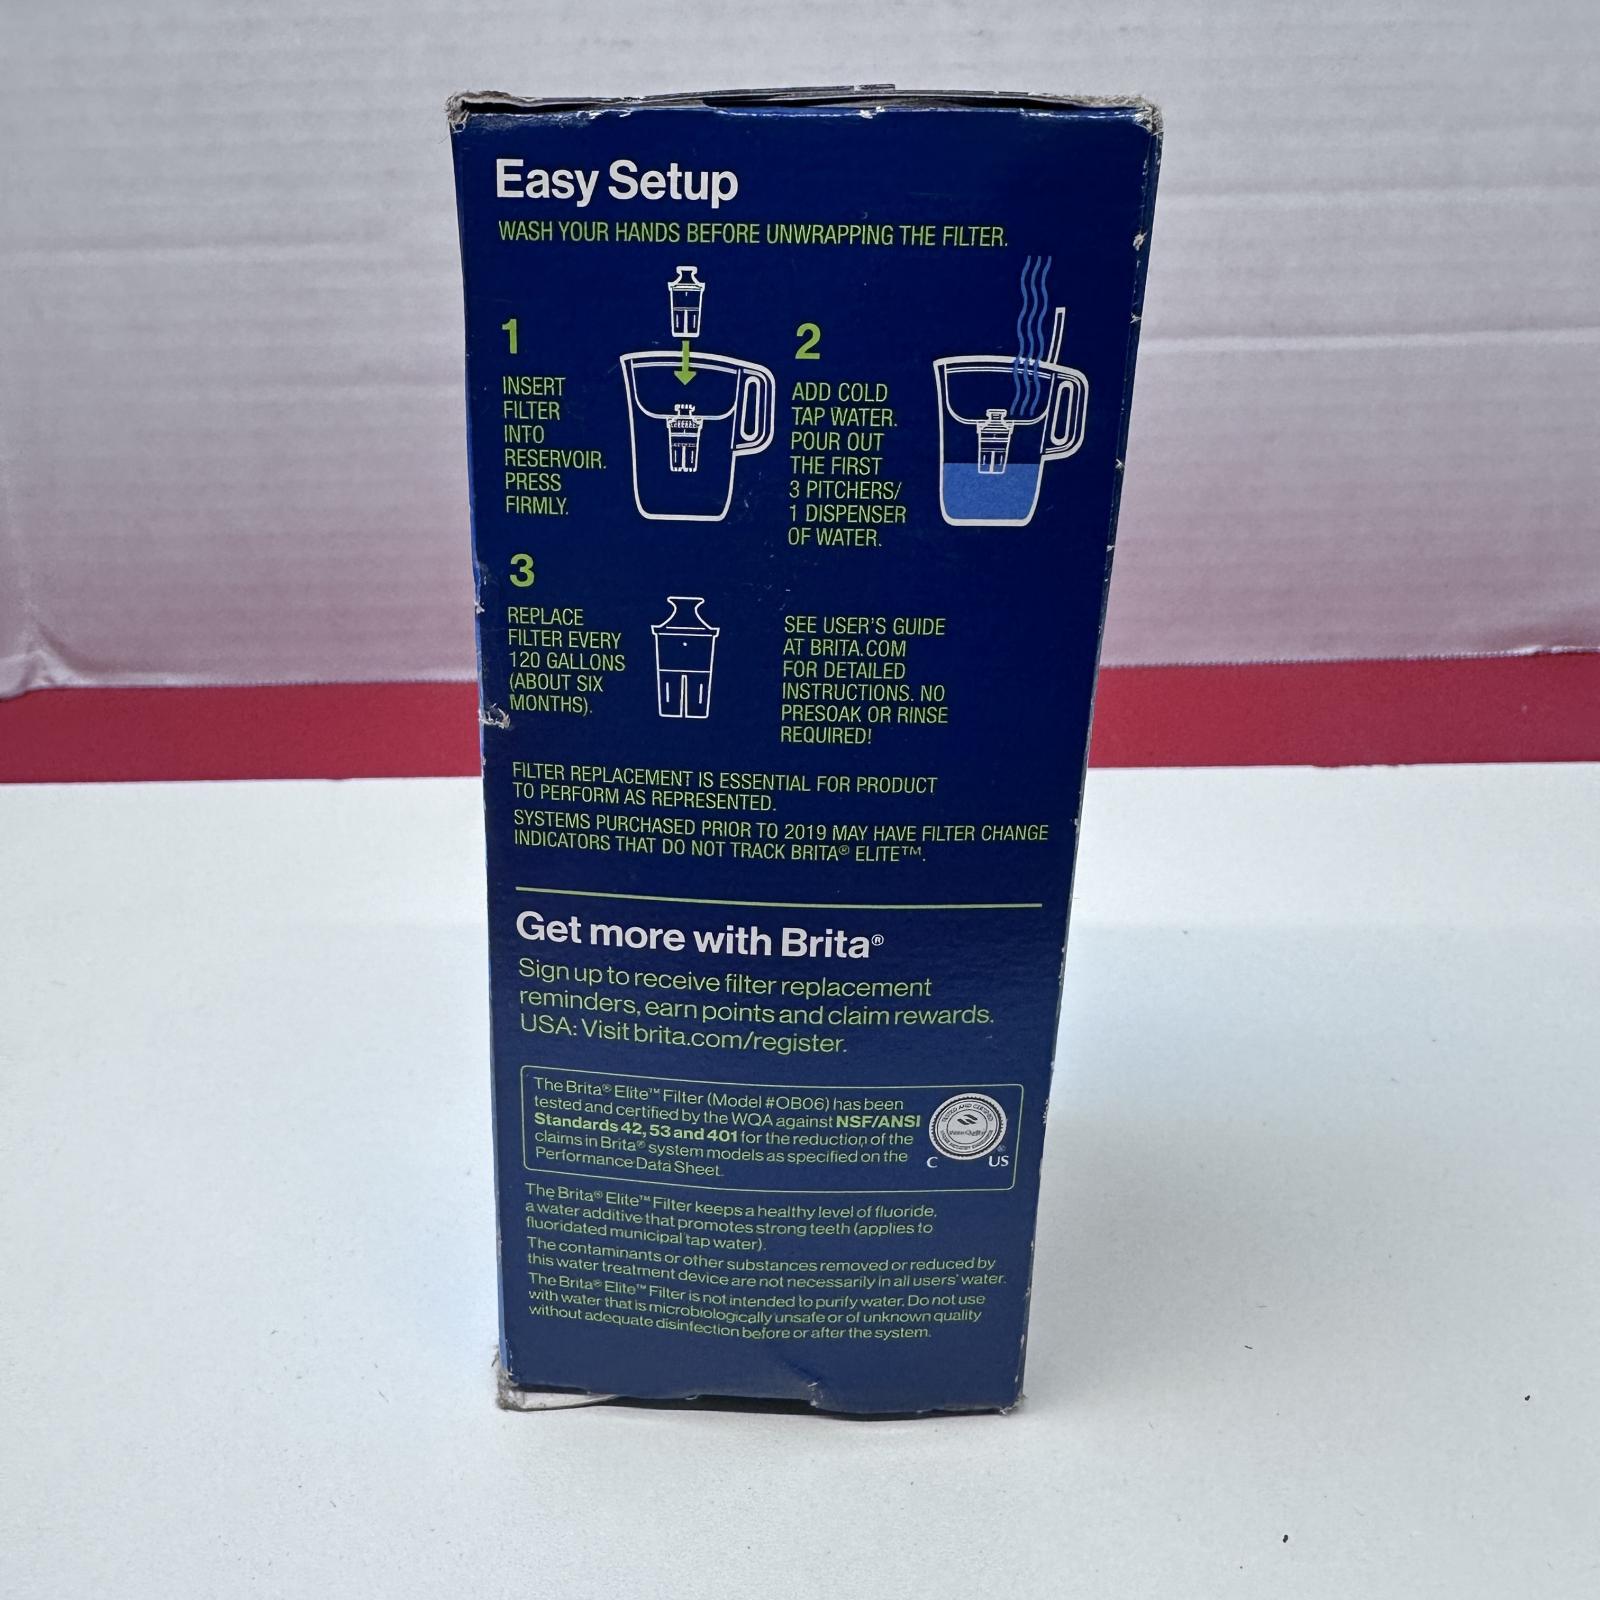 Easy Setup
WASH YOUR HANDS BEFORE UNWRAPPING THE FILTER.
1
INSERT
FILTER
INTO
RESERVOIR.
PRESS
FIRMLY.
2
ADD COLD
TAP WATER.
POUR OUT
THE FIRST
3 PITCHERS/
1 DISPENSER
OF WATER.
3
REPLACE
FILTER EVERY
120 GALLONS
(ABOUT SIX
MONTHS).
SEE USER'S GUIDE
AT BRITA.COM
FOR DETAILED
INSTRUCTIONS. NO
PRESOAK OR RINSE
REQUIRED!
FILTER REPLACEMENT IS ESSENTIAL FOR PRODUCT
TO PERFORM AS REPRESENTED.
SYSTEMS PURCHASED PRIOR TO 2019 MAY HAVE FILTER CHANGE
INDICATORS THAT DO NOT TRACK BRITA® ELITE™.
Get more with Brita®
Sign up to receive filter replacement
reminders, earn points and claim rewards.
USA: Visit brita.com/register.
The Brita® Elite™ Filter (Model #OB06) has been
tested and certified by the WQA against NSF/ANSI
Standards 42, 53 and 401 for the reduction of the
claims in Brita® system models as specified on the
Performance Data Sheet.
C US
The Brita® Elite™ Filter keeps a healthy level of fluoride,
a water additive that promotes strong teeth (applies to
fluoridated municipal tap water).
The contaminants or other substances removed or reduced by
this water treatment device are not necessarily in all users' water.
The Brita® Elite™ Filter is not intended to purify water. Do not use
with water that is microbiologically unsafe or of unknown quality
without adequate disinfection before or after the system.